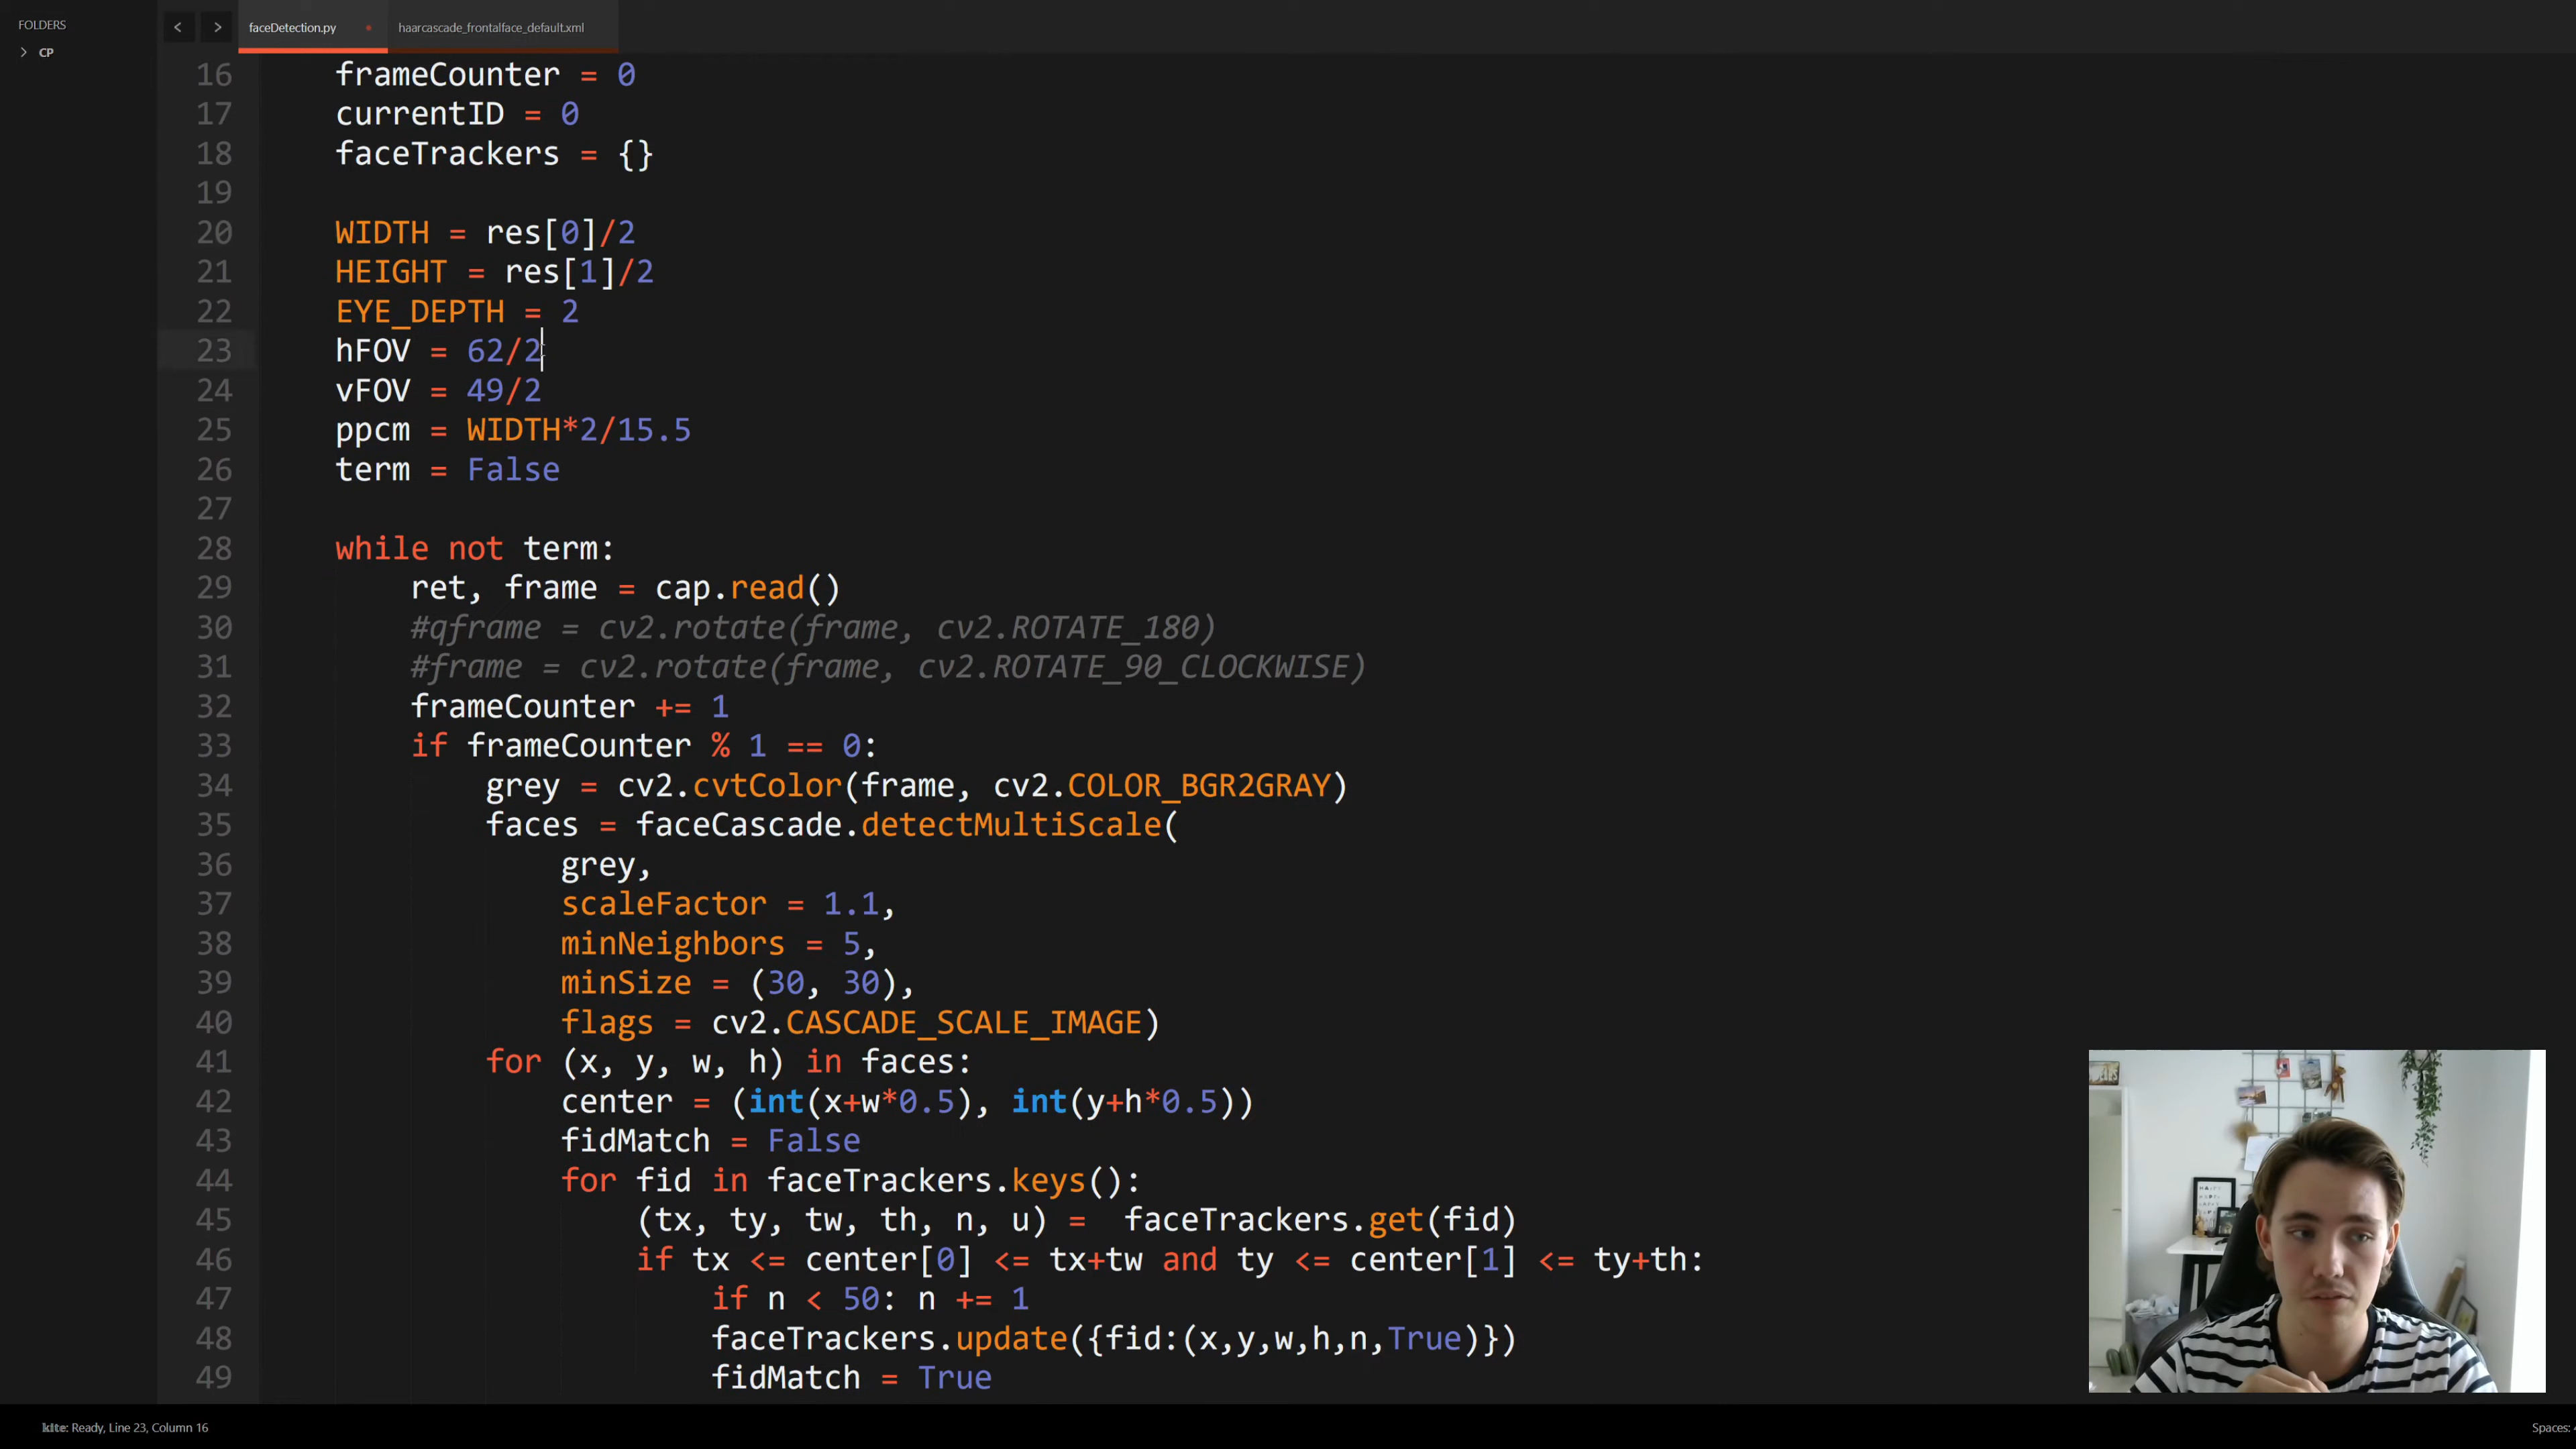 FOLDERS
CP
faceDetection.py
haarcascade_frontalface_default.xml
16 frameCounter = 0
17 currentID = 0
18 faceTrackers = {}
19
20 WIDTH = res[0]/2
21 HEIGHT = res[1]/2
22 EYE_DEPTH = 2
23 hFOV = 62/2
24 vFOV = 49/2
25 ppcm = WIDTH*2/15.5
26 term = False
27
28 while not term:
29 ret, frame = cap.read()
30 #qframe = cv2.rotate(frame, cv2.ROTATE_180)
31 #frame = cv2.rotate(frame, cv2.ROTATE_90_CLOCKWISE)
32 frameCounter += 1
33 if frameCounter % 1 == 0:
34 grey = cv2.cvtColor(frame, cv2.COLOR_BGR2GRAY)
35 faces = faceCascade.detectMultiScale(
36 grey,
37 scaleFactor = 1.1,
38 minNeighbors = 5,
39 minSize = (30, 30),
40 flags = cv2.CASCADE_SCALE_IMAGE)
41 for (x, y, w, h) in faces:
42 center = (int(x+w*0.5), int(y+h*0.5))
43 fidMatch = False
44 for fid in faceTrackers.keys():
45 (tx, ty, tw, th, n, u) =  faceTrackers.get(fid)
46 if tx <= center[0] <= tx+tw and ty <= center[1] <= ty+th:
47 if n < 50: n += 1
48 faceTrackers.update({fid:(x,y,w,h,n,True)})
49 fidMatch = True
kite: Ready, Line 23, Column 16
Spaces: